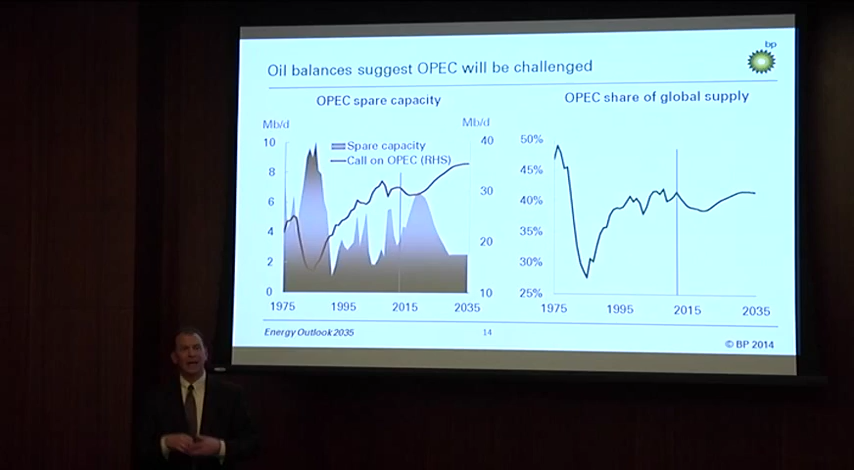 bp
Oil balances suggest OPEC will be challenged
OPEC spare capacity
Mb/d
Mb/d
Spare capacity
Call on OPEC (RHS)
10
8
6
4
2
0
40
30
20
10
1975 1995 2015 2035
OPEC share of global supply
50%
45%
40%
35%
30%
25%
1975 1995 2015 2035
Energy Outlook 2035
14
© BP 2014